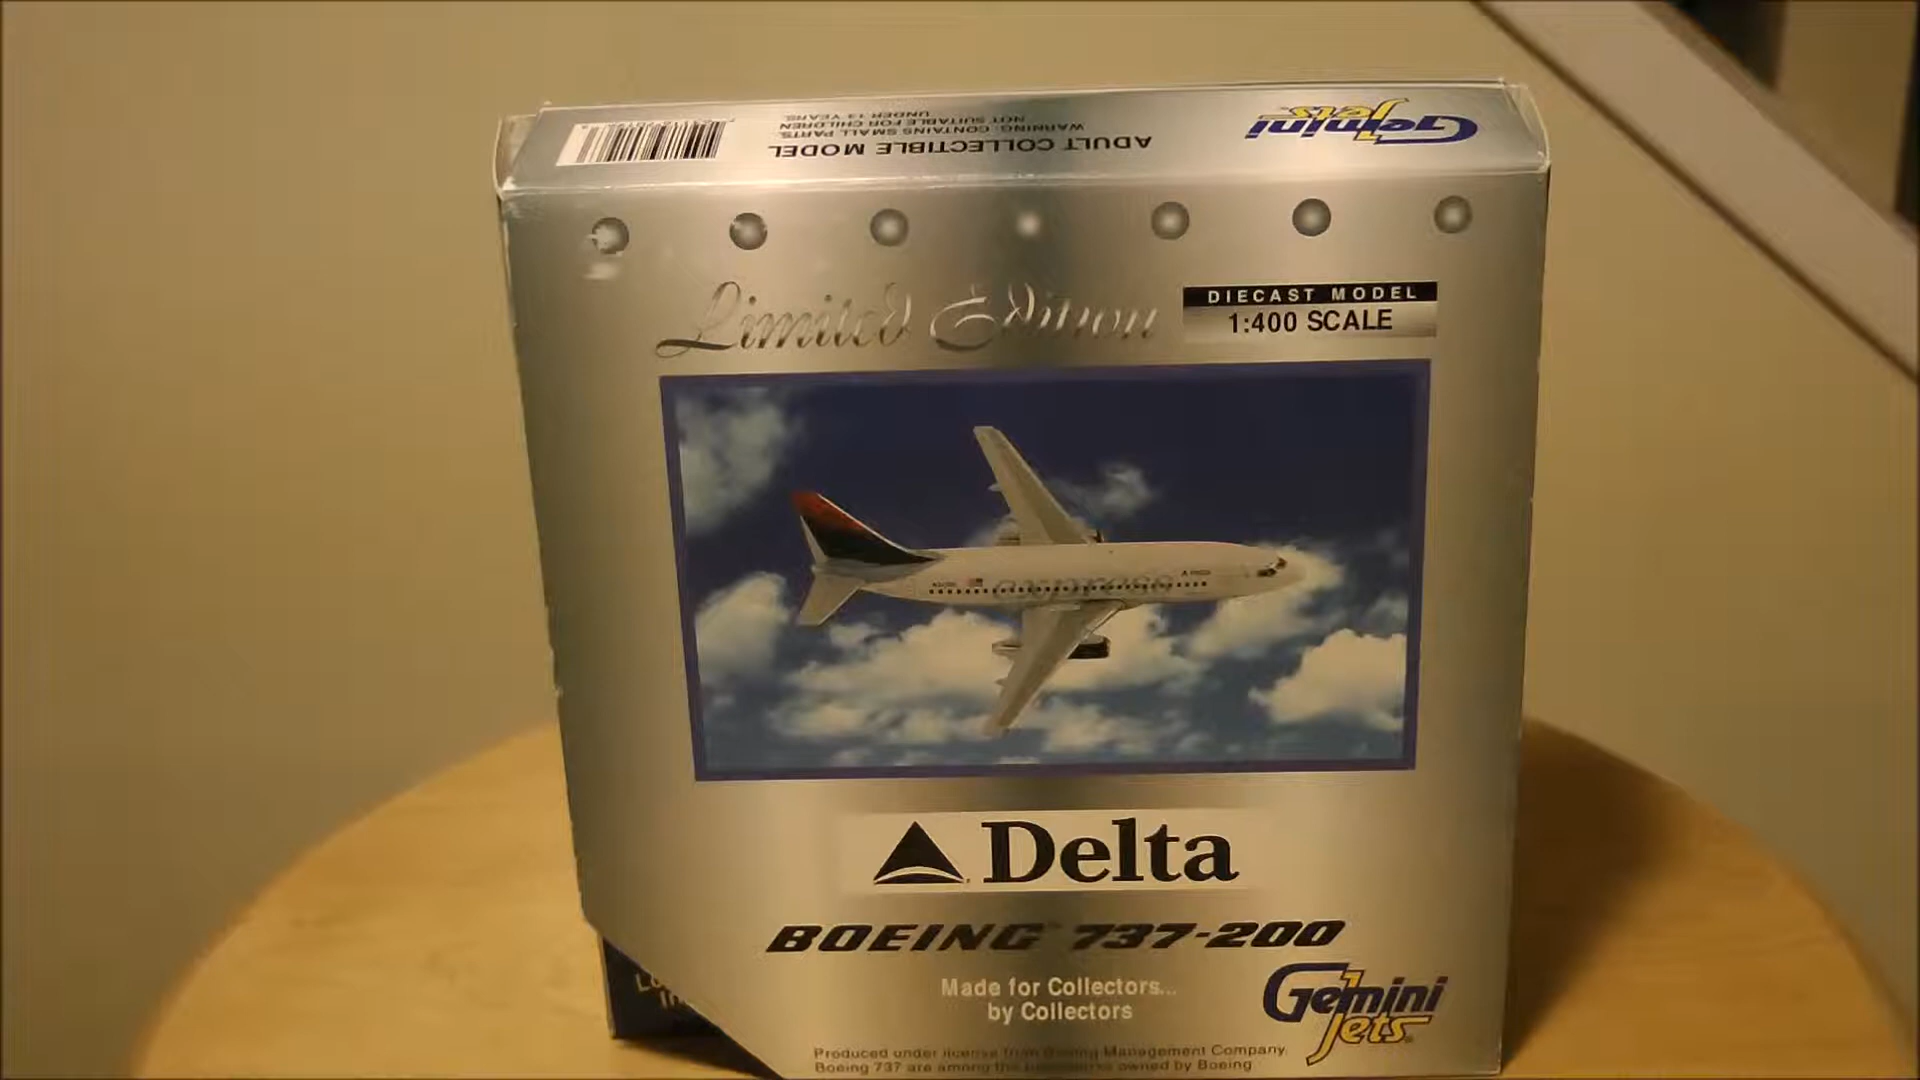 Gemini
Jets
ADULT COLLECTIBLE MODEL
WARNING: CONTAINS SMALL PARTS.
NOT SUITABLE FOR CHILDREN
UNDER 13 YEARS.
Limited Edition
DIECAST MODEL
1:400 SCALE
express
Delta
BOEING 737-200
Made for Collectors...
by Collectors
Gemini
Jets
Produced under license from Boeing Management Company.
Boeing 737 are among the trademarks owned by Boeing